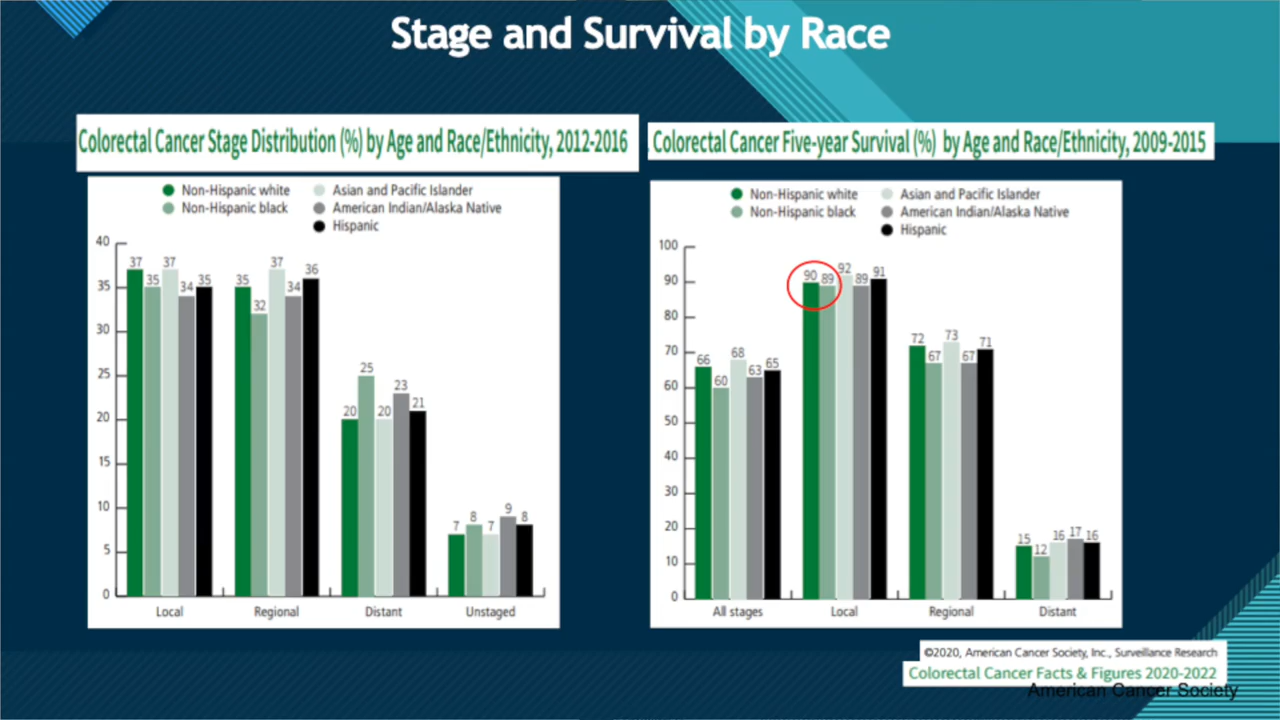 Stage and Survival by Race
Colorectal Cancer Stage Distribution (%) by Age and Race/Ethnicity, 2012-2016
Non-Hispanic white
Asian and Pacific Islander
Non-Hispanic black
American Indian/Alaska Native
Hispanic
40
35
30
25
20
15
10
5
0
37 35 37 34 35
35 32 37 34 36
20 25 20 23 21
7 8 7 9 8
Local Regional Distant Unstaged
Colorectal Cancer Five-year Survival (%) by Age and Race/Ethnicity, 2009-2015
Non-Hispanic white
Asian and Pacific Islander
Non-Hispanic black
American Indian/Alaska Native
Hispanic
100
90
80
70
60
50
40
30
20
10
0
66 60 68 63 65
90 89 92 89 91
72 67 73 67 71
15 12 16 17 16
All stages Local Regional Distant
©2020, American Cancer Society, Inc., Surveillance Research
Colorectal Cancer Facts & Figures 2020-2022
American Cancer Society